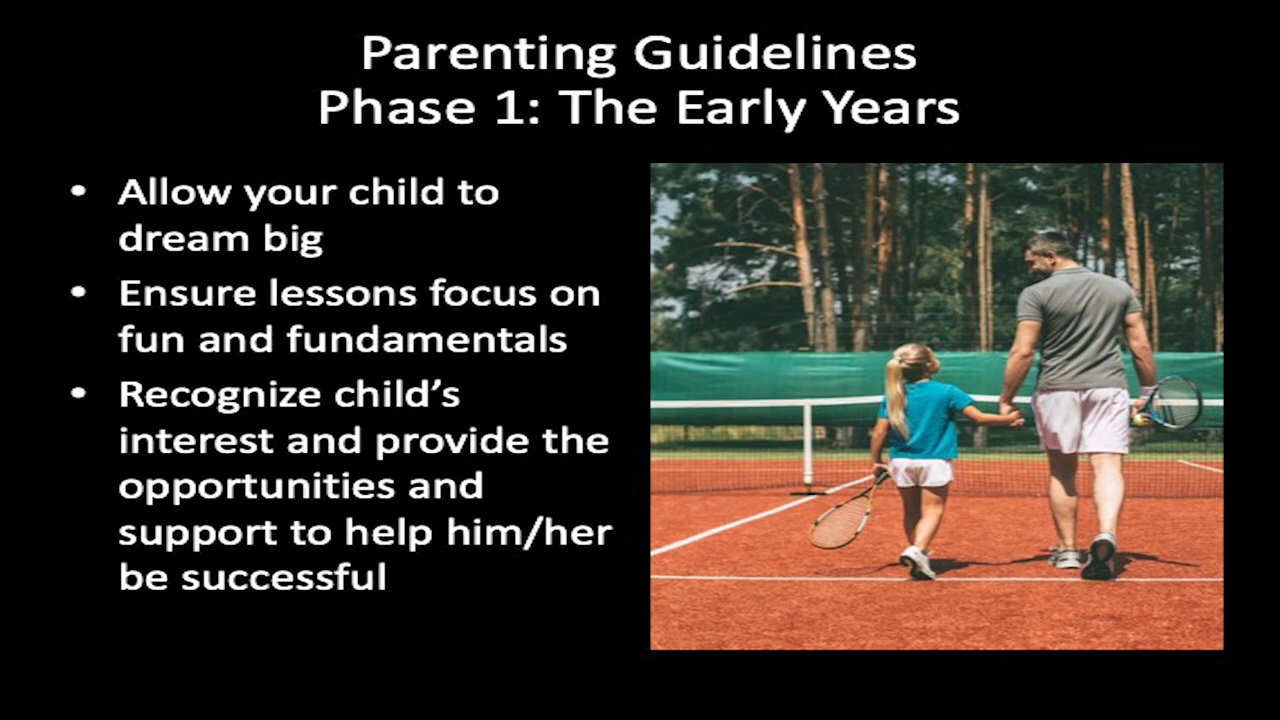 Parenting Guidelines
Phase 1: The Early Years
• Allow your child to
dream big
• Ensure lessons focus on
fun and fundamentals
• Recognize child’s
interest and provide the
opportunities and
support to help him/her
be successful